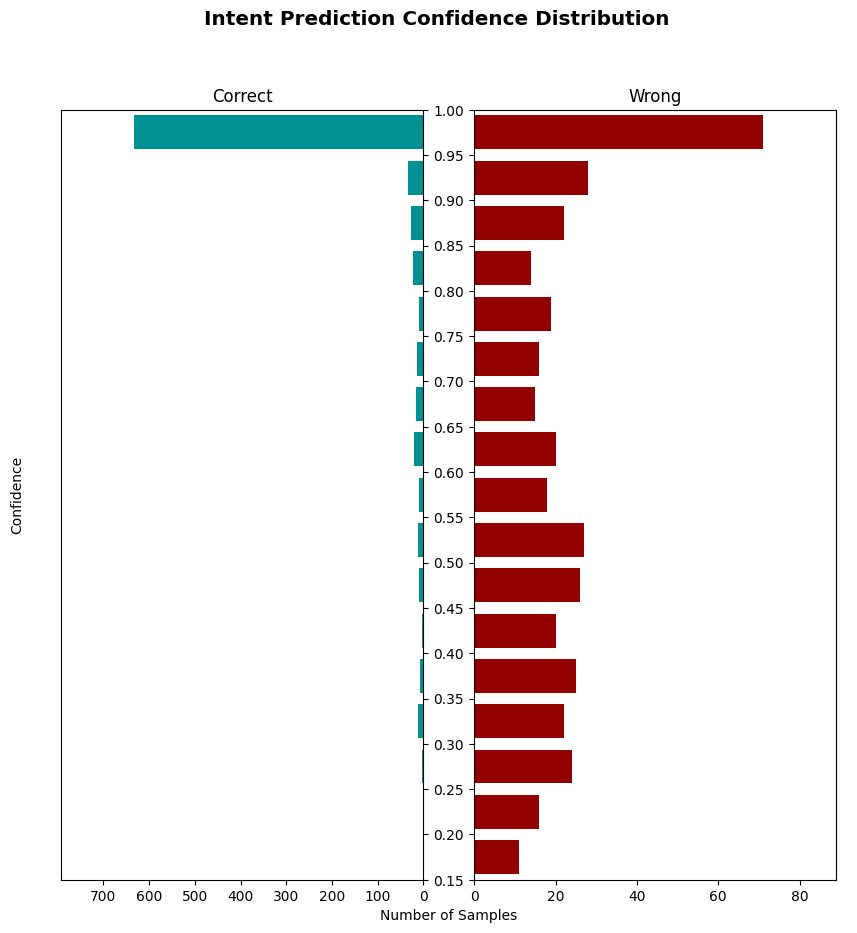 Intent Prediction Confidence Distribution
Correct
Wrong
1.00
0.95
0.90
0.85
0.80
0.75
0.70
0.65
0.60
0.55
0.50
0.45
0.40
0.35
0.30
0.25
0.20
0.15
Confidence
700 600 500 400 300 200 100 0
0 20 40 60 80
Number of Samples